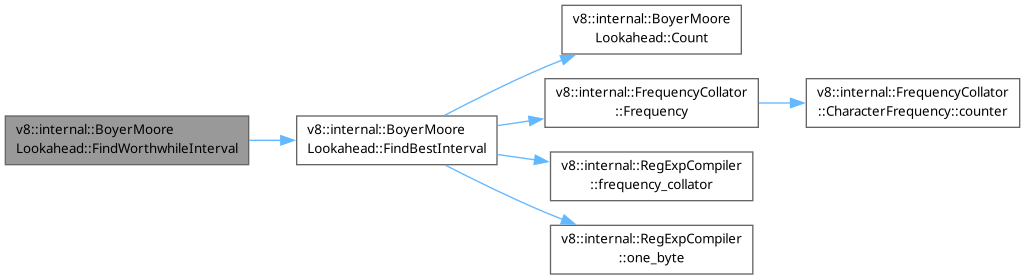 v8::internal::BoyerMoore
Lookahead::FindWorthwhileInterval
v8::internal::BoyerMoore
Lookahead::FindBestInterval
v8::internal::BoyerMoore
Lookahead::Count
v8::internal::FrequencyCollator
::Frequency
v8::internal::FrequencyCollator
::CharacterFrequency::counter
v8::internal::RegExpCompiler
::frequency_collator
v8::internal::RegExpCompiler
::one_byte